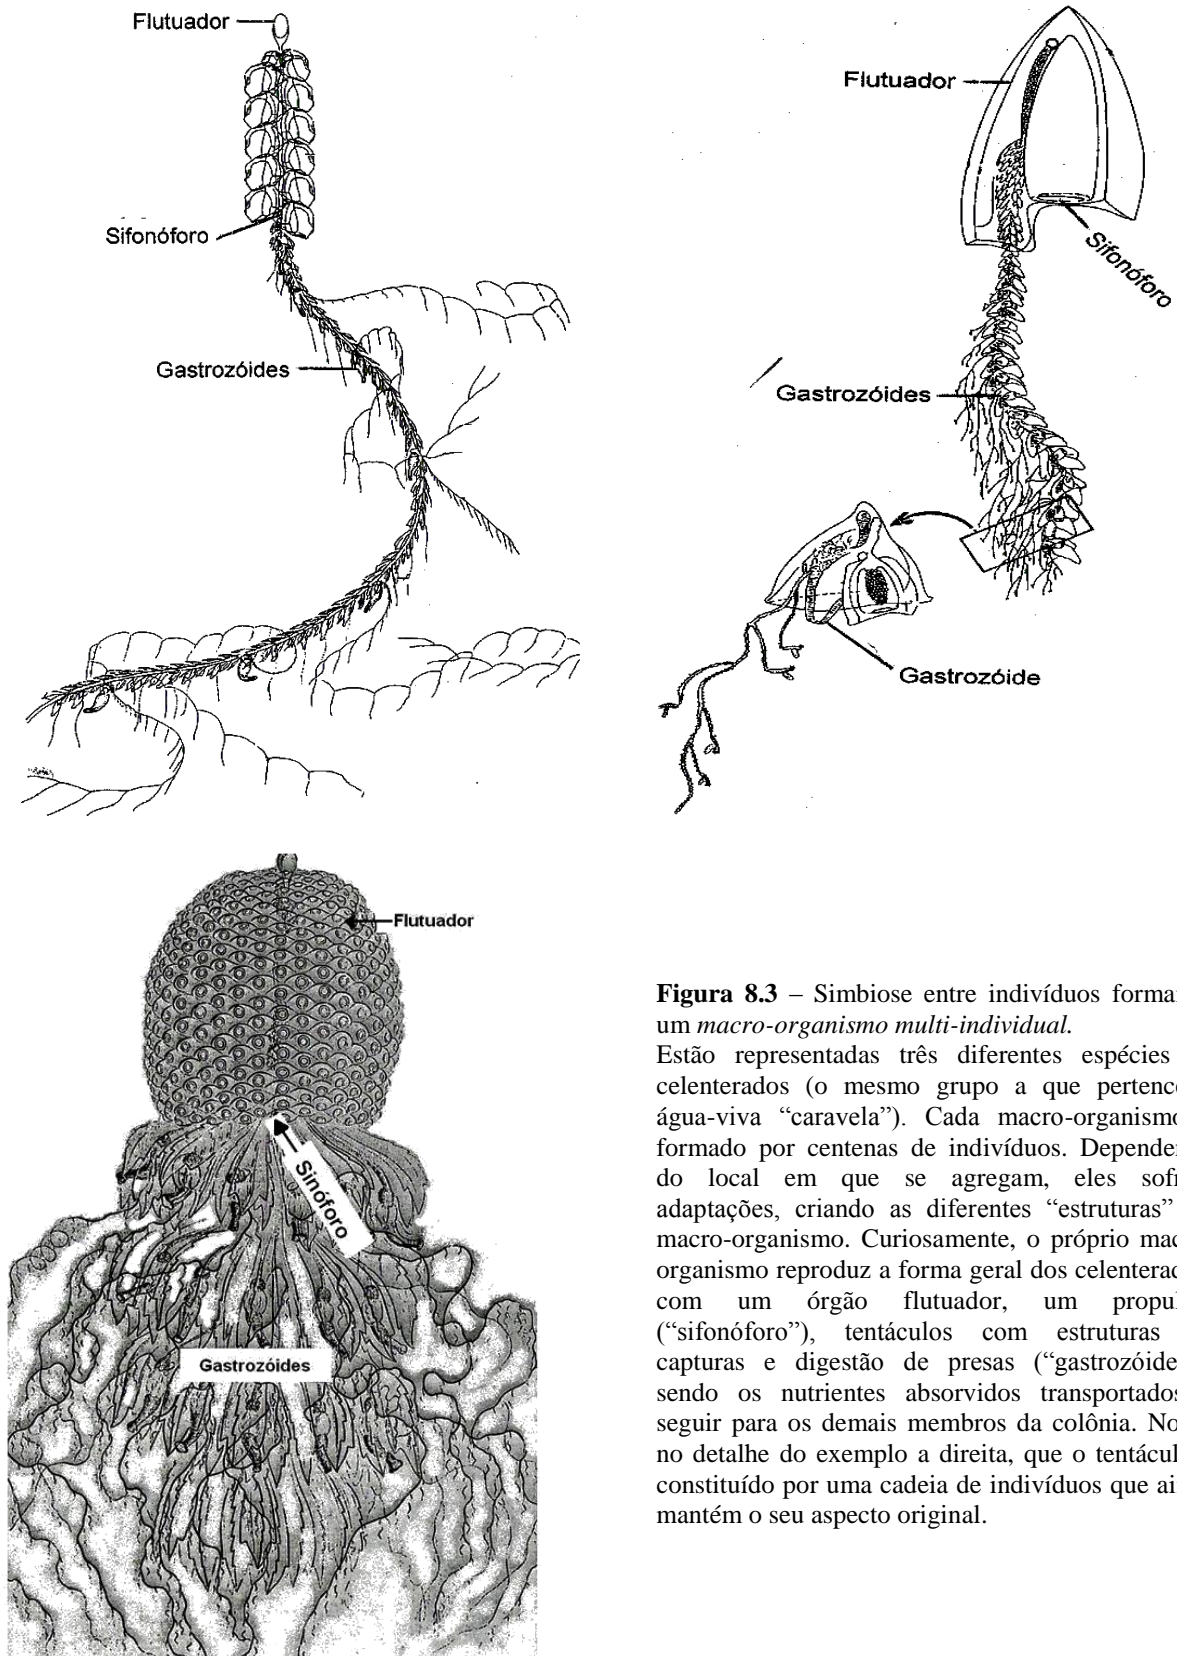 Flutuador
Sifonóforo
Gastrozóides
Flutuador
Sifonóforo
Gastrozóides
Gastrozóide
Flutuador
Sinóforo
Gastrozóides
Figura 8.3 – Simbiose entre indivíduos forma
um macro-organismo multi-individual.
Estão representadas três diferentes espécies
celenterados (o mesmo grupo a que pertenc
água-viva “caravela”). Cada macro-organismo
formado por centenas de indivíduos. Depende
do local em que se agregam, eles sofr
adaptações, criando as diferentes “estruturas”
macro-organismo. Curiosamente, o próprio mac
organismo reproduz a forma geral dos celenterad
com um órgão flutuador, um propul
(“sifonóforo”), tentáculos com estruturas
capturas e digestão de presas (“gastrozóide
sendo os nutrientes absorvidos transportados
seguir para os demais membros da colônia. No
no detalhe do exemplo a direita, que o tentácul
constituído por uma cadeia de indivíduos que ai
mantém o seu aspecto original.